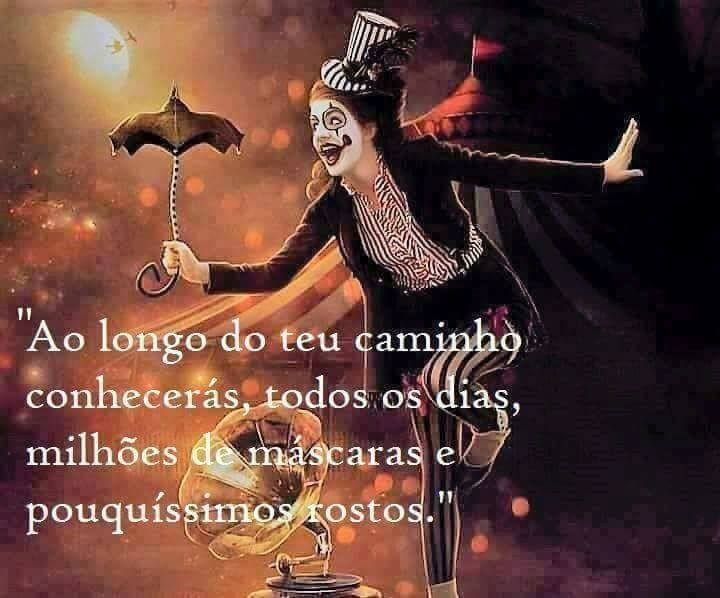 "Ao longo do teu caminho
conhecerás, todos os dias,
milhões de máscaras e
pouquíssimos rostos."